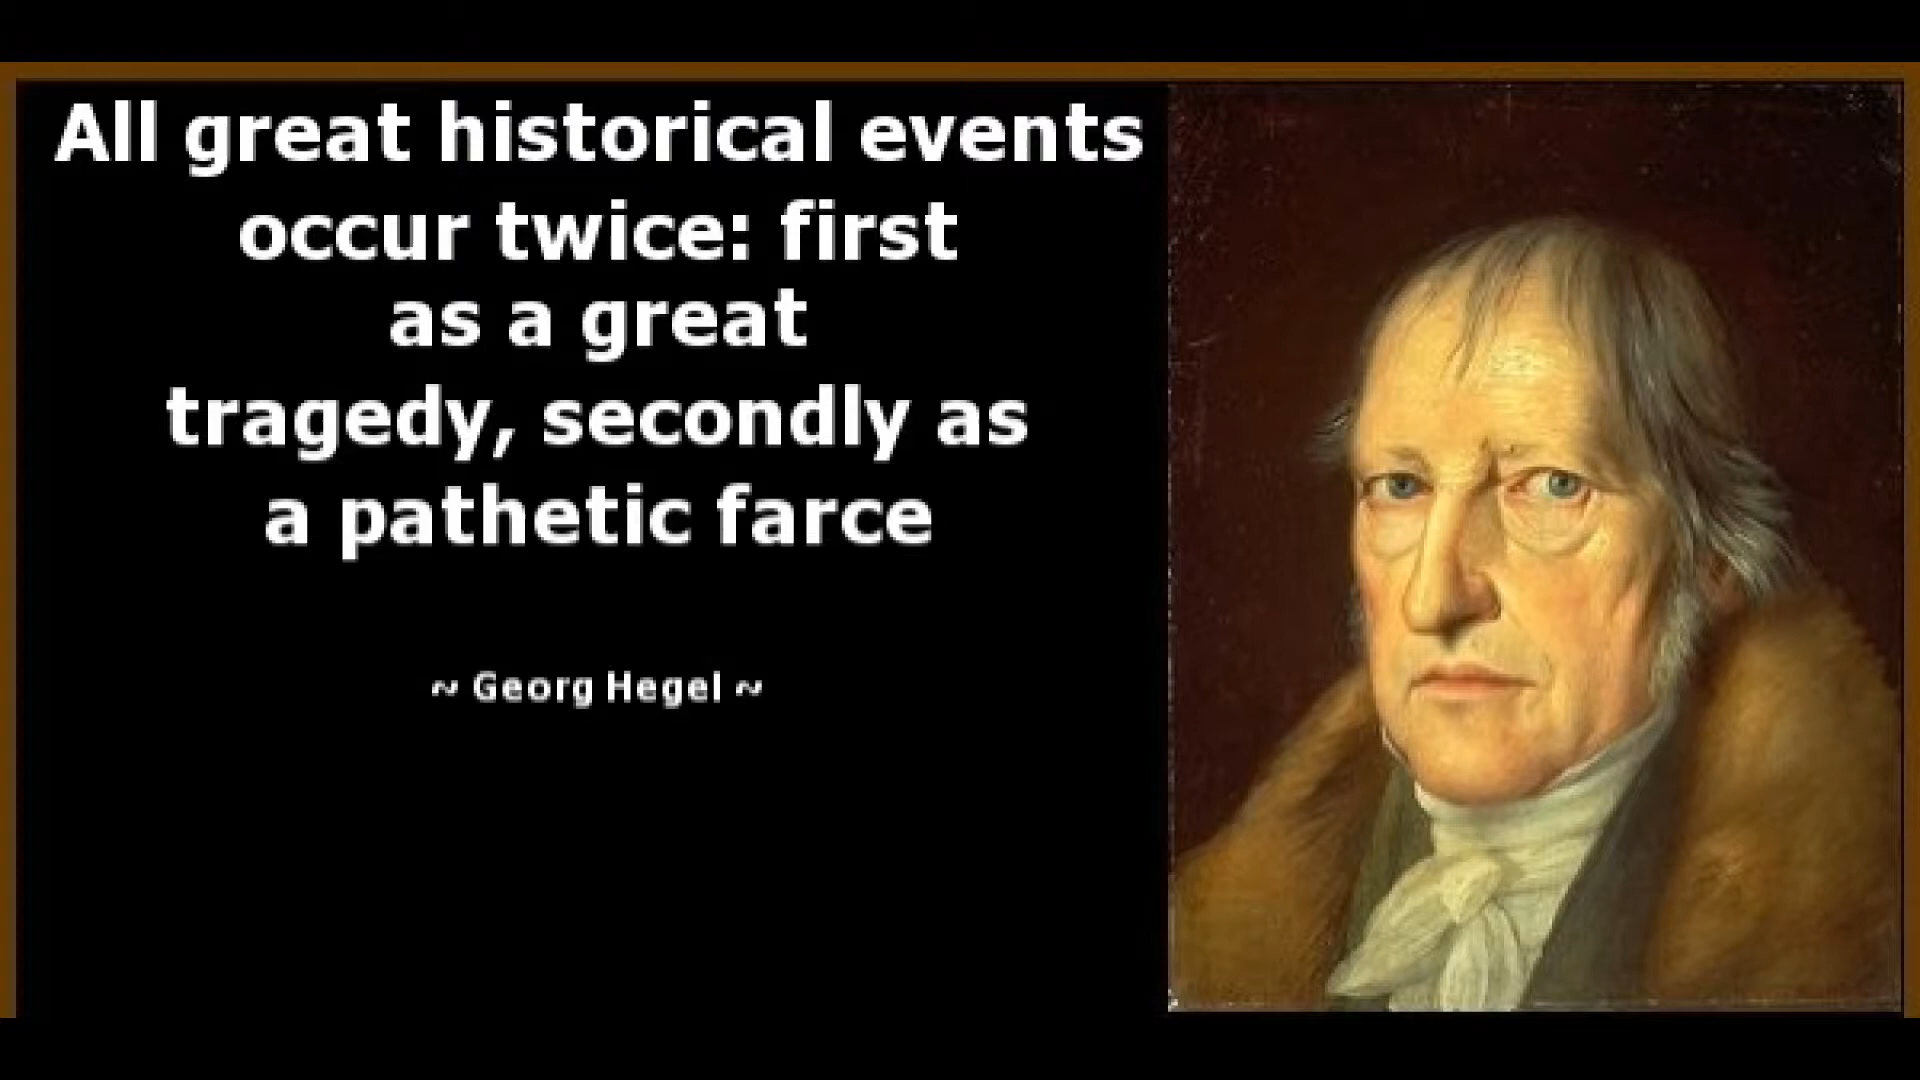 All great historical events
occur twice: first
as a great
tragedy, secondly as
a pathetic farce
~ Georg Hegel ~